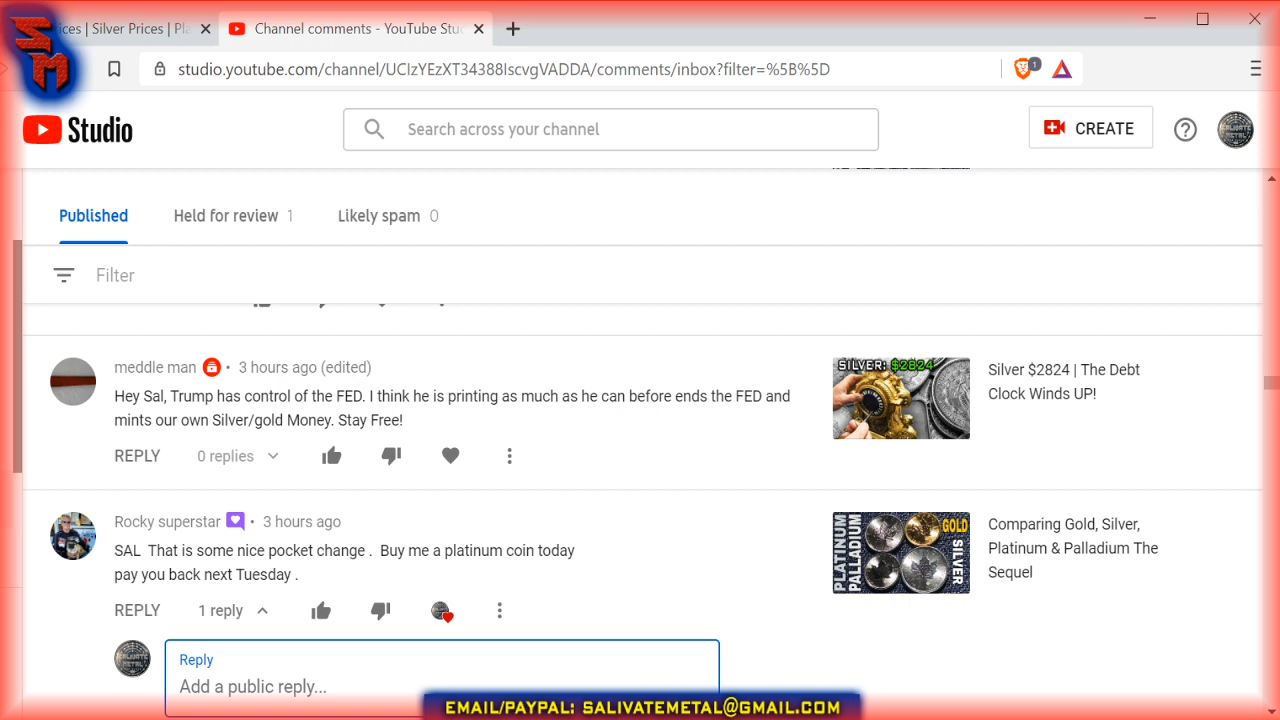 SM
ices | Silver Prices | Pla
Channel comments - YouTube Stu
studio.youtube.com/channel/UCIzYEzXT34388IscvgVADDA/comments/inbox?filter=%5B%5D
1
Studio
Search across your channel
CREATE
Published
Held for review 1
Likely spam 0
Filter
meddle man • 3 hours ago (edited)
Hey Sal, Trump has control of the FED. I think he is printing as much as he can before ends the FED and
mints our own Silver/gold Money. Stay Free!
REPLY
0 replies
SILVER: $2824
Silver $2824 | The Debt
Clock Winds UP!
Rocky superstar • 3 hours ago
SAL That is some nice pocket change . Buy me a platinum coin today
pay you back next Tuesday .
REPLY
1 reply
PLATINUM
PALLADIUM
GOLD
SILVER
Comparing Gold, Silver,
Platinum & Palladium The
Sequel
Reply
Add a public reply...
EMAIL/PAYPAL: SALIVATEMETAL@GMAIL.COM